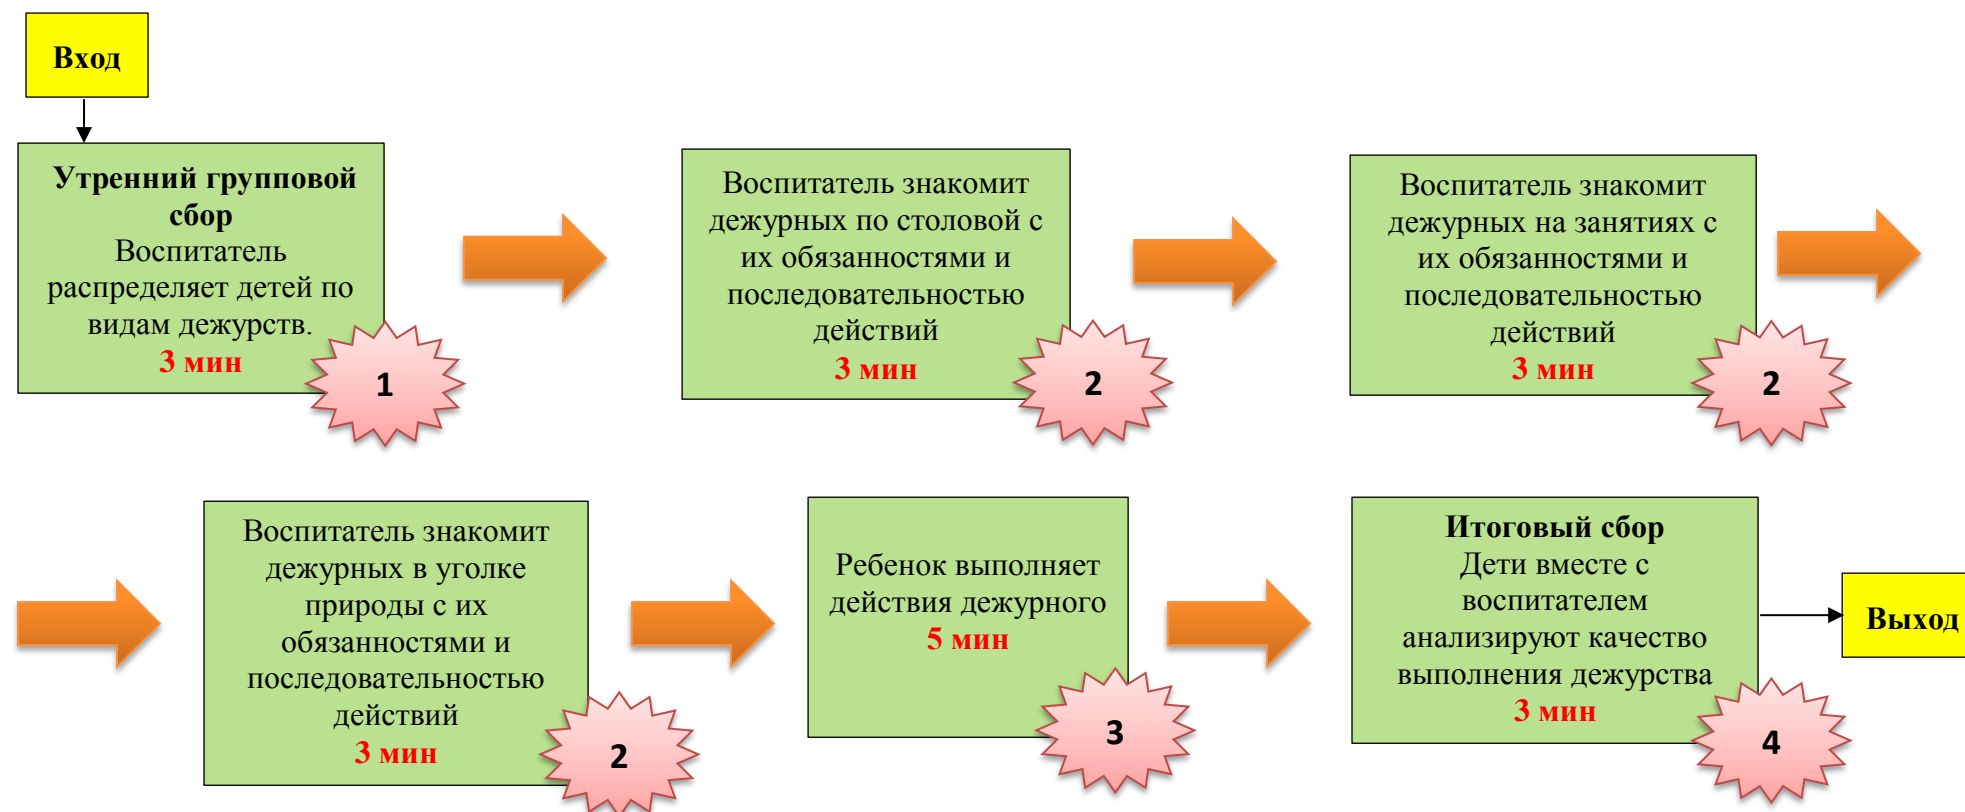 Вход
Утренний групповой
сбор
Воспитатель
распределяет детей по
видам дежурств.
3 мин
1
Воспитатель знакомит
дежурных по столовой с
их обязанностями и
последовательностью
действий
3 мин
2
Воспитатель знакомит
дежурных на занятиях с
их обязанностями и
последовательностью
действий
3 мин
2
Воспитатель знакомит
дежурных в уголке
природы с их
обязанностями и
последовательностью
действий
3 мин
2
Ребенок выполняет
действия дежурного
5 мин
3
Итоговый сбор
Дети вместе с
воспитателем
анализируют качество
выполнения дежурства
3 мин
4
Выход